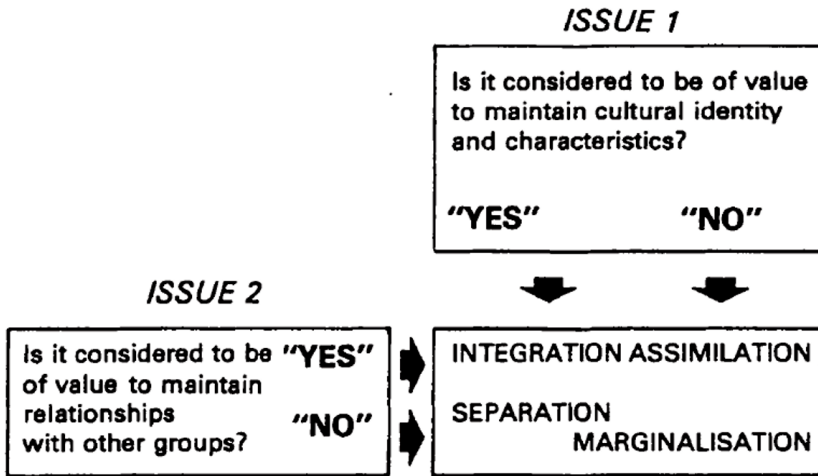 ISSUE 1
Is it considered to be of value
to maintain cultural identity
and characteristics?
"YES" "NO"
ISSUE 2
Is it considered to be "YES"
of value to maintain
relationships "NO"
with other groups?
INTEGRATION ASSIMILATION
SEPARATION
MARGINALISATION